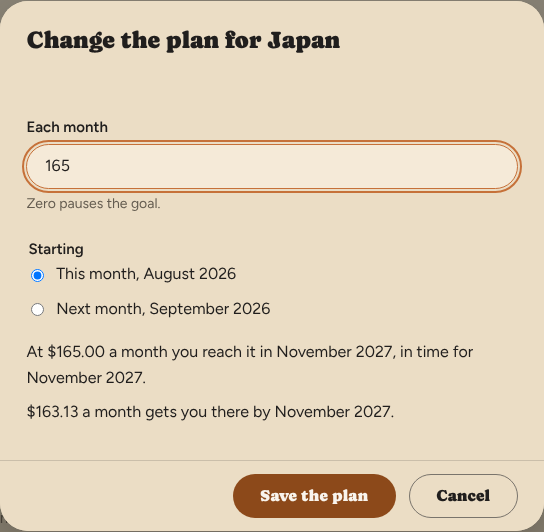 Change the plan for Japan
Each month
165
Zero pauses the goal.
Starting
This month, August 2026
Next month, September 2026
At $165.00 a month you reach it in November 2027, in time for
November 2027.
$163.13 a month gets you there by November 2027.
Save the plan
Cancel